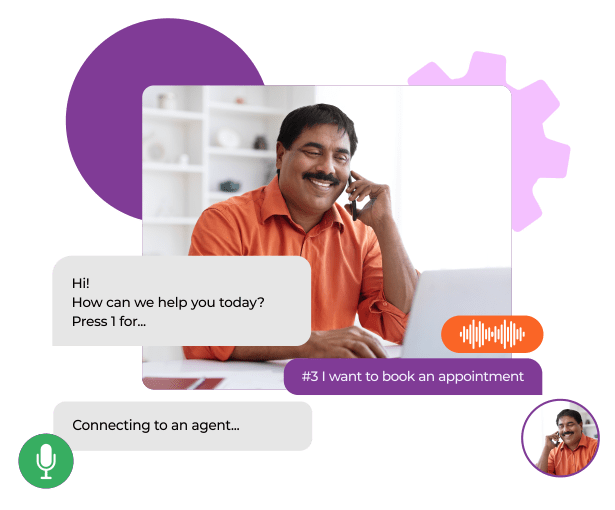 Hi!
How can we help you today?
Press 1 for...
#3 I want to book an appointment
Connecting to an agent...